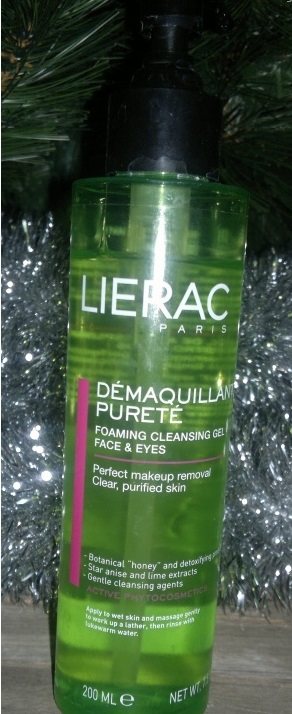 LIERAC
PARIS
DÉMAQUILLANT
PURETÉ
FOAMING CLEANSING GEL
FACE & EYES
Perfect makeup removal
Clear, purified skin
- Botanical "honey" and detoxifying
- Star anise and lime extracts
- Gentle cleansing agents
ACTIVE PHYTOCOSMETICS
Apply to wet skin and massage gently
to work up a lather, then rinse with
lukewarm water.
200 ML e NET WT.